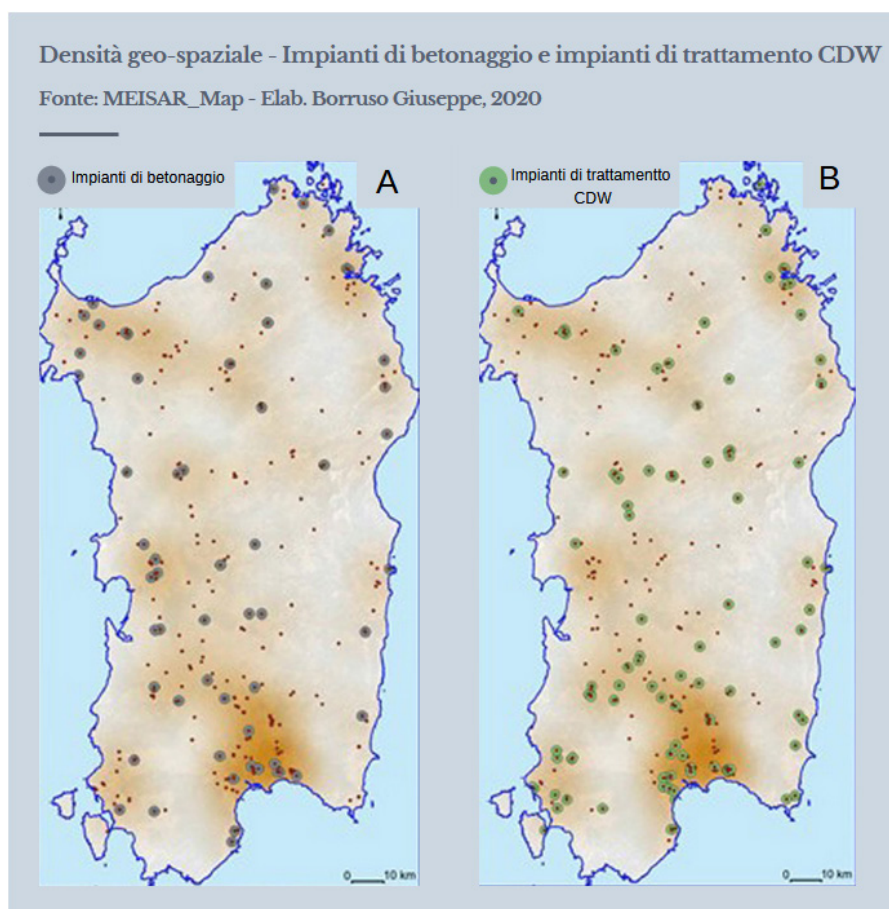 Densità geo-spaziale - Impianti di betonaggio e impianti di trattamento CDW
Fonte: MEISAR_Map - Elab. Borruso Giuseppe, 2020
Impianti di betonaggio
A
Impianti di trattamentto
CDW
B
0 10 km
0 10 km